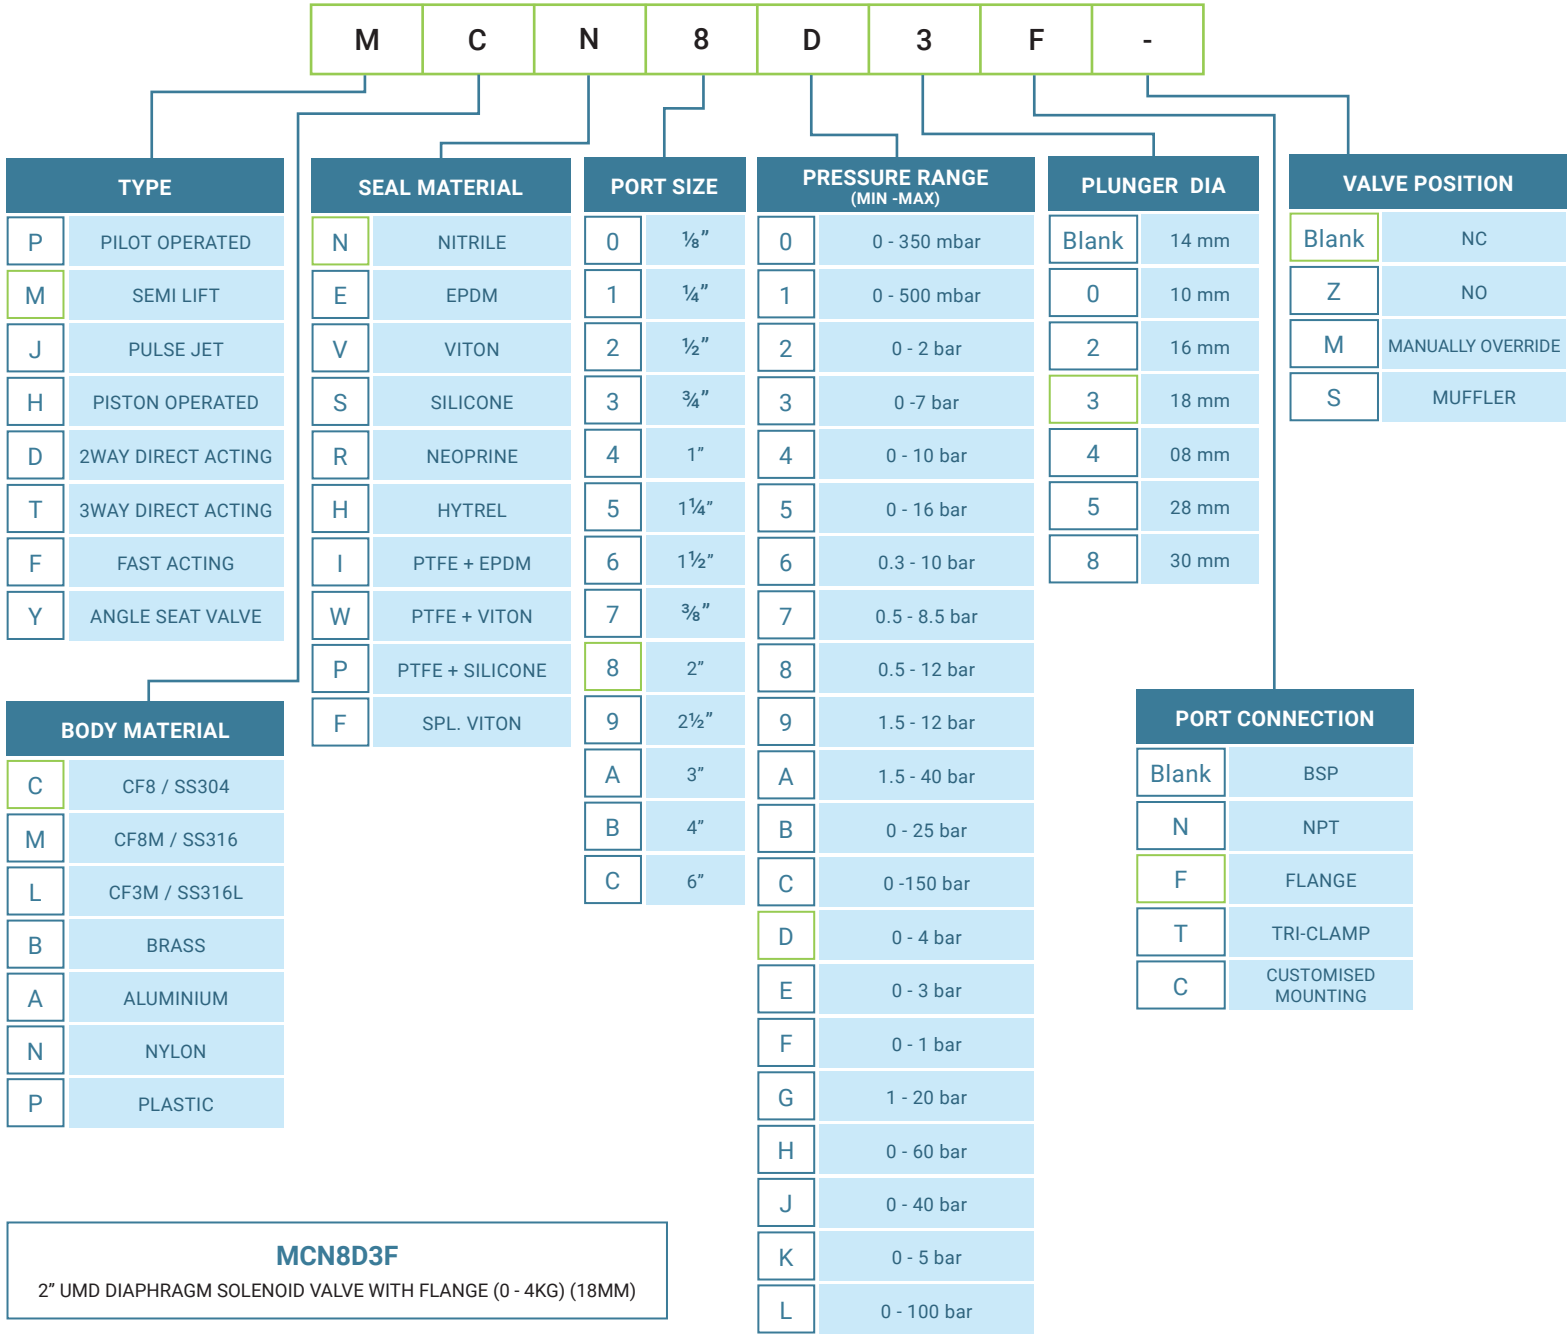 M C N 8 D 3 F -
TYPE
P PILOT OPERATED
M SEMI LIFT
J PULSE JET
H PISTON OPERATED
D 2WAY DIRECT ACTING
T 3WAY DIRECT ACTING
F FAST ACTING
Y ANGLE SEAT VALVE
BODY MATERIAL
C CF8 / SS304
M CF8M / SS316
L CF3M / SS316L
B BRASS
A ALUMINIUM
N NYLON
P PLASTIC
SEAL MATERIAL
N NITRILE
E EPDM
V VITON
S SILICONE
R NEOPRINE
H HYTREL
I PTFE + EPDM
W PTFE + VITON
P PTFE + SILICONE
F SPL. VITON
PORT SIZE
0 ⅛”
1 ¼”
2 ½”
3 ¾”
4 1”
5 1¼”
6 1½”
7 ⅜”
8 2”
9 2½”
A 3”
B 4”
C 6”
PRESSURE RANGE
(MIN -MAX)
0 0 - 350 mbar
1 0 - 500 mbar
2 0 - 2 bar
3 0 -7 bar
4 0 - 10 bar
5 0 - 16 bar
6 0.3 - 10 bar
7 0.5 - 8.5 bar
8 0.5 - 12 bar
9 1.5 - 12 bar
A 1.5 - 40 bar
B 0 - 25 bar
C 0 -150 bar
D 0 - 4 bar
E 0 - 3 bar
F 0 - 1 bar
G 1 - 20 bar
H 0 - 60 bar
J 0 - 40 bar
K 0 - 5 bar
L 0 - 100 bar
PLUNGER DIA
Blank 14 mm
0 10 mm
2 16 mm
3 18 mm
4 08 mm
5 28 mm
8 30 mm
VALVE POSITION
Blank NC
Z NO
M MANUALLY OVERRIDE
S MUFFLER
PORT CONNECTION
Blank BSP
N NPT
F FLANGE
T TRI-CLAMP
C CUSTOMISED
MOUNTING
MCN8D3F
2” UMD DIAPHRAGM SOLENOID VALVE WITH FLANGE (0 - 4KG) (18MM)